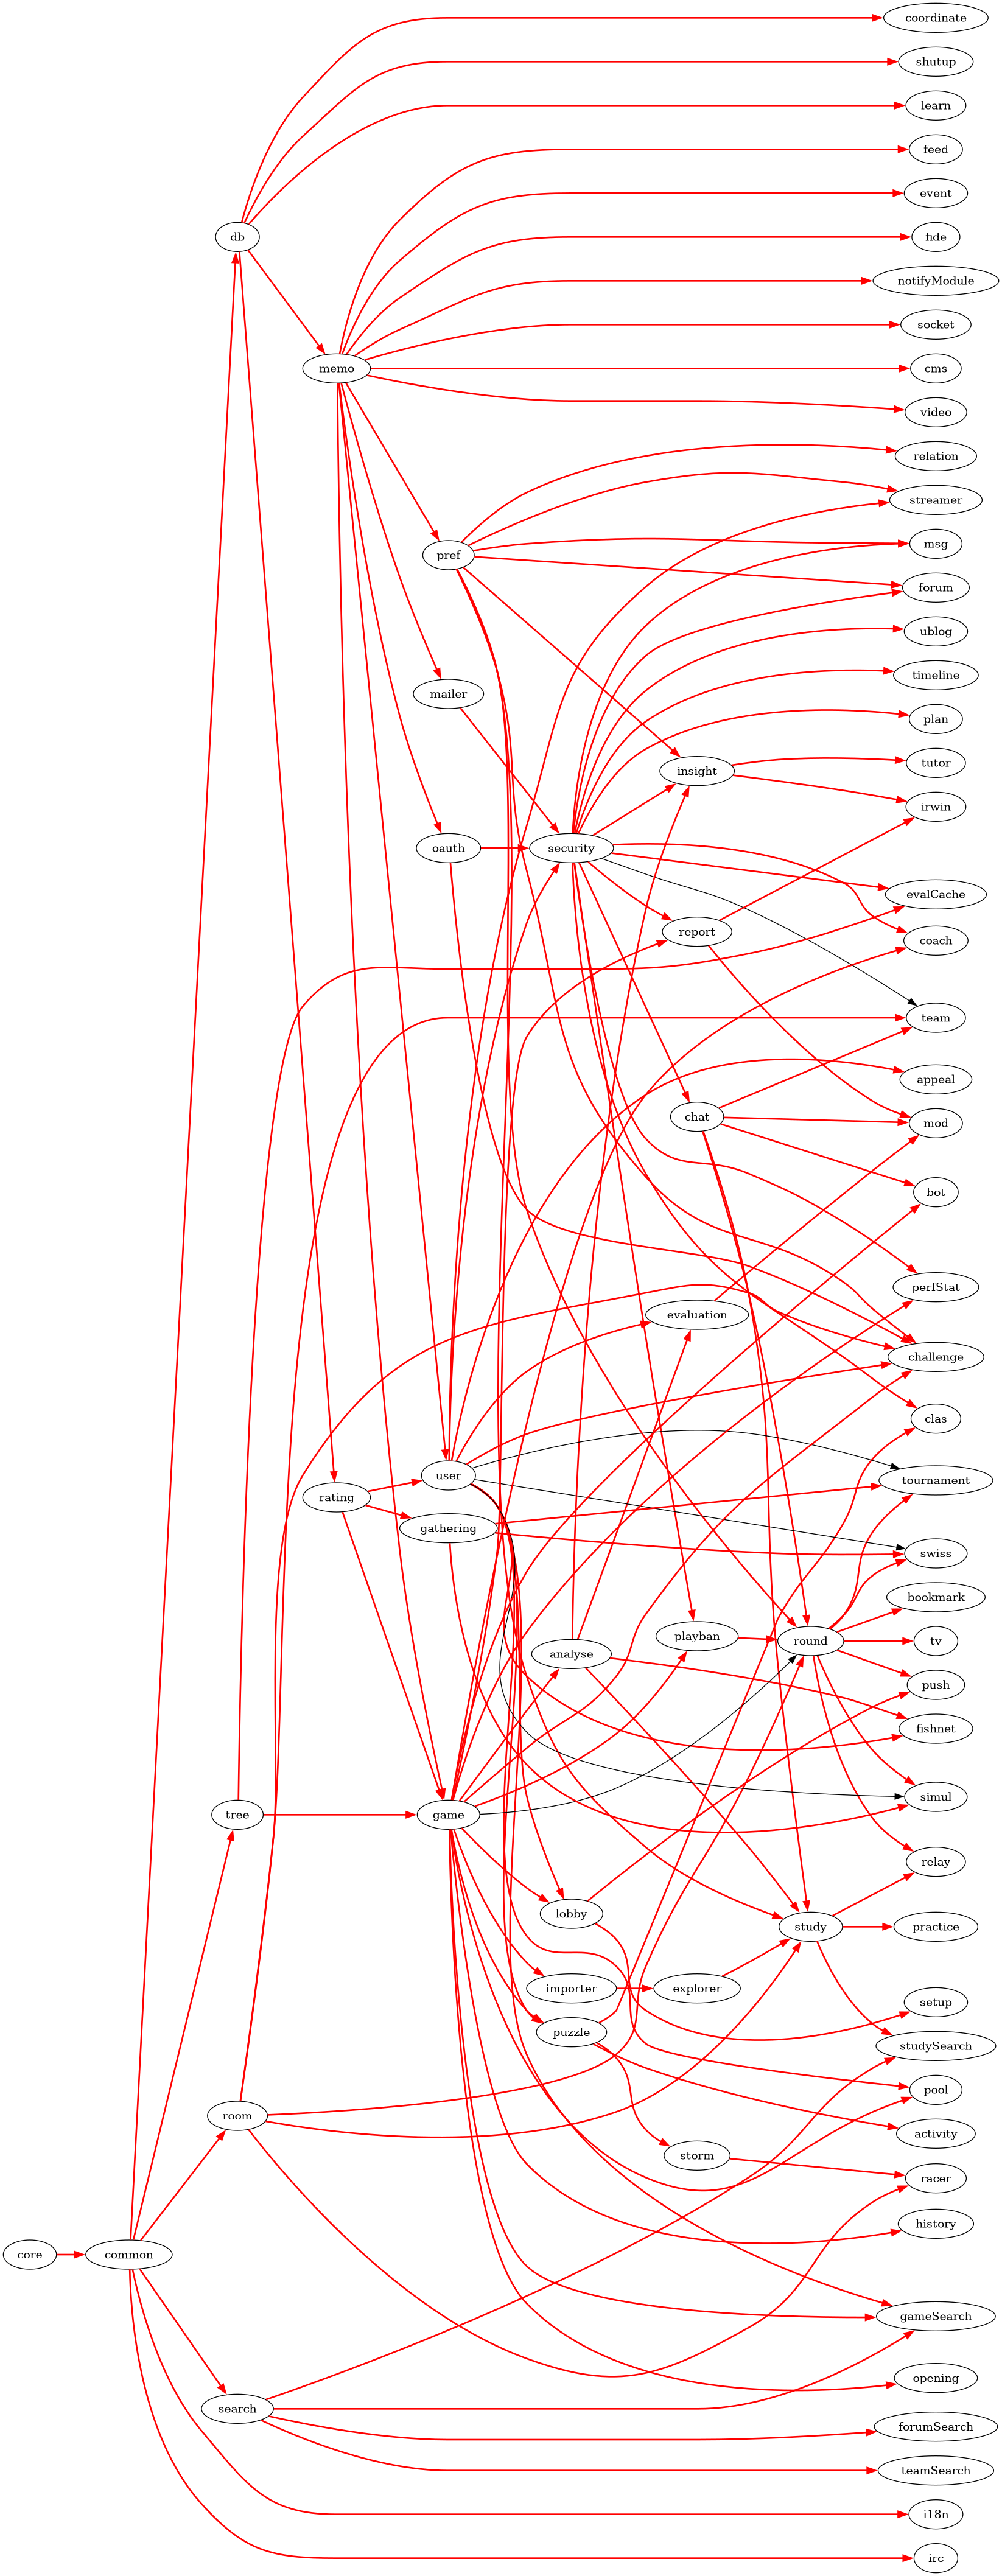 coordinate
shutup
learn
feed
event
db
fide
notifyModule
socket
memo
cms
video
relation
streamer
msg
pref
forum
ublog
timeline
mailer
plan
tutor
insight
irwin
oauth
security
evalCache
report
coach
team
appeal
chat
mod
bot
perfStat
evaluation
challenge
clas
user
tournament
rating
gathering
swiss
bookmark
playban
round
tv
analyse
push
fishnet
simul
tree
game
relay
lobby
study
practice
importer
explorer
setup
puzzle
studySearch
pool
room
activity
storm
racer
history
core
common
gameSearch
opening
search
forumSearch
teamSearch
i18n
irc